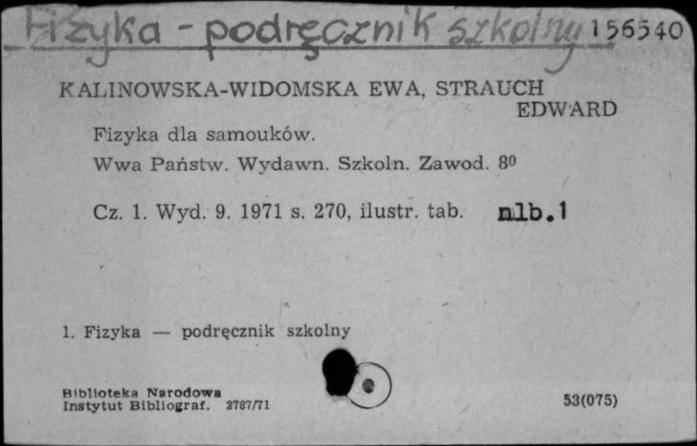 Fizyka - podręcznik szkolny 156540
KALINOWSKA-WIDOMSKA EWA, STRAUCH
EDWARD
Fizyka dla samouków.
Wwa Państw. Wydawn. Szkoln. Zawod. 8⁰
Cz. 1. Wyd. 9. 1971 s. 270, ilustr. tab. nlb.1
1. Fizyka — podręcznik szkolny
Biblioteka Narodowa
Instytut Bibliograf. 2787/71
53(075)